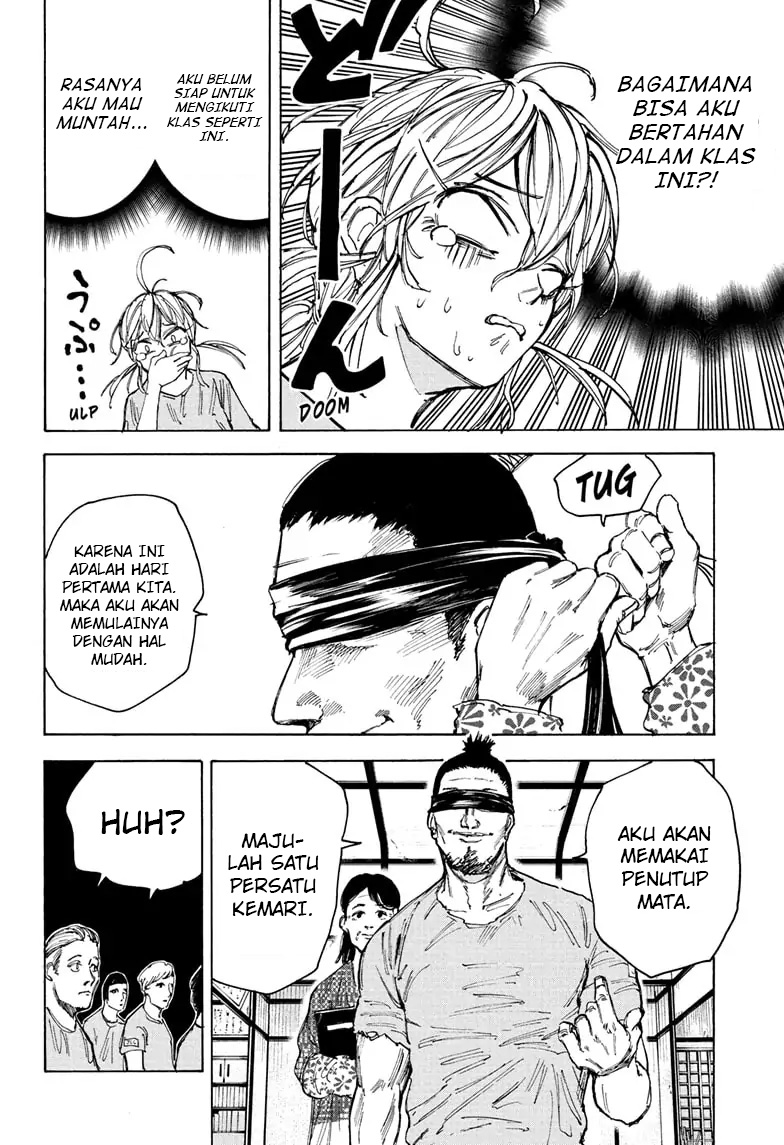 BAGAIMANA
BISA AKU
BERTAHAN
DALAM KLAS
INI?!
どーん
DOOM
AKU BELUM
SIAP UNTUK
MENGIKUTI
KLAS SEPERTI
INI.
RASANYA
AKU MAU
MUNTAH...
うぷ……
ULP
TUG
KARENA INI
ADALAH HARI
PERTAMA KITA.
MAKA AKU AKAN
MEMULAINYA
DENGAN HAL
MUDAH.
AKU AKAN
MEMAKAI
PENUTUP
MATA.
MAJU-
LAH SATU
PERSATU
KEMARI.
HUH?